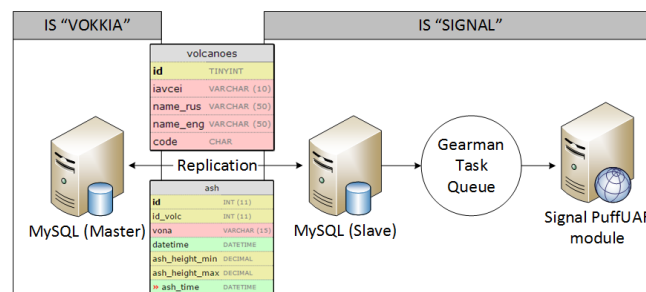 IS “VOKKIA”
IS “SIGNAL”
volcanoes
id TINYINT
iavcei VARCHAR (10)
name_rus VARCHAR (50)
name_eng VARCHAR (50)
code CHAR
Replication
ash
id INT (11)
id_volc INT (11)
vona VARCHAR (15)
datetime DATETIME
ash_height_min DECIMAL
ash_height_max DECIMAL
» ash_time DATETIME
MySQL (Master)
MySQL (Slave)
Gearman
Task
Queue
Signal PuffUAF
module